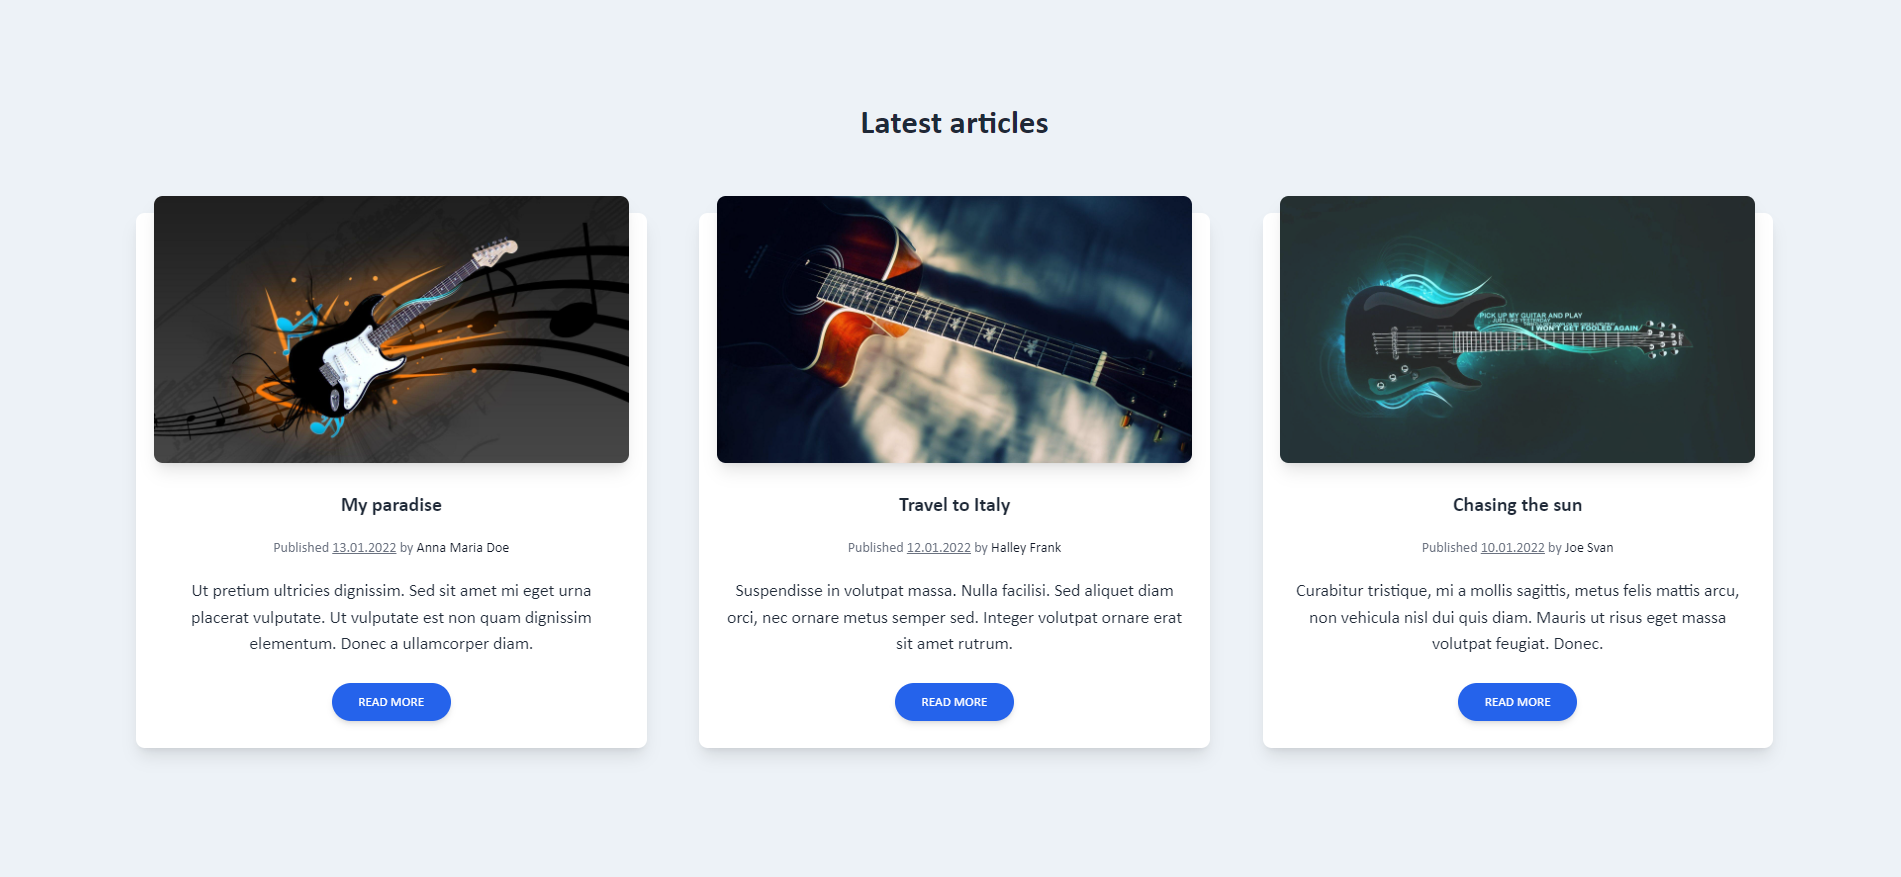 Latest articles
PICK UP MY GUITAR AND PLAY
JUST LIKE YESTERDAY
I WON'T GET FOOLED AGAIN
My paradise
Published 13.01.2022 by Anna Maria Doe
Ut pretium ultricies dignissim. Sed sit amet mi eget urna
placerat vulputate. Ut vulputate est non quam dignissim
elementum. Donec a ullamcorper diam.
READ MORE
Travel to Italy
Published 12.01.2022 by Halley Frank
Suspendisse in volutpat massa. Nulla facilisi. Sed aliquet diam
orci, nec ornare metus semper sed. Integer volutpat ornare erat
sit amet rutrum.
READ MORE
Chasing the sun
Published 10.01.2022 by Joe Svan
Curabitur tristique, mi a mollis sagittis, metus felis mattis arcu,
non vehicula nisl dui quis diam. Mauris ut risus eget massa
volutpat feugiat. Donec.
READ MORE